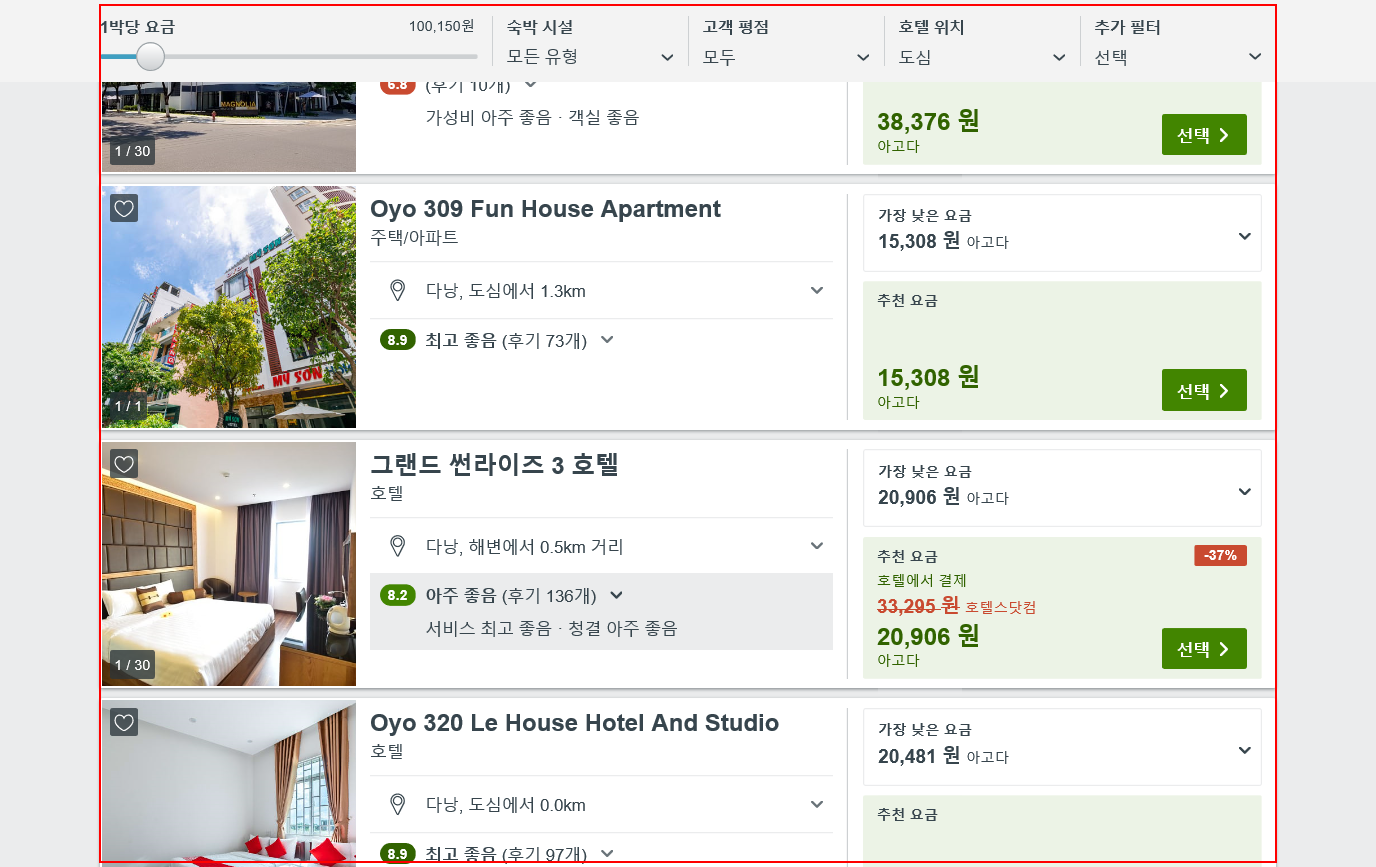 1박당 요금
100,150원
숙박 시설
모든 유형
고객 평점
모두
호텔 위치
도심
추가 필터
선택
MAGNOLIA
1 / 30
6.8 (후기 10개)
가성비 아주 좋음 · 객실 좋음
38,376 원
아고다
선택
MY SON
1 / 1
Oyo 309 Fun House Apartment
주택/아파트
다낭, 도심에서 1.3km
8.9 최고 좋음 (후기 73개)
가장 낮은 요금
15,308 원 아고다
추천 요금
15,308 원
아고다
선택
1 / 30
그랜드 썬라이즈 3 호텔
호텔
다낭, 해변에서 0.5km 거리
8.2 아주 좋음 (후기 136개)
서비스 최고 좋음 · 청결 아주 좋음
가장 낮은 요금
20,906 원 아고다
추천 요금
-37%
호텔에서 결제
33,295 원 호텔스닷컴
20,906 원
아고다
선택
Oyo 320 Le House Hotel And Studio
호텔
다낭, 도심에서 0.0km
8.9 최고 좋음 (후기 97개)
가장 낮은 요금
20,481 원 아고다
추천 요금